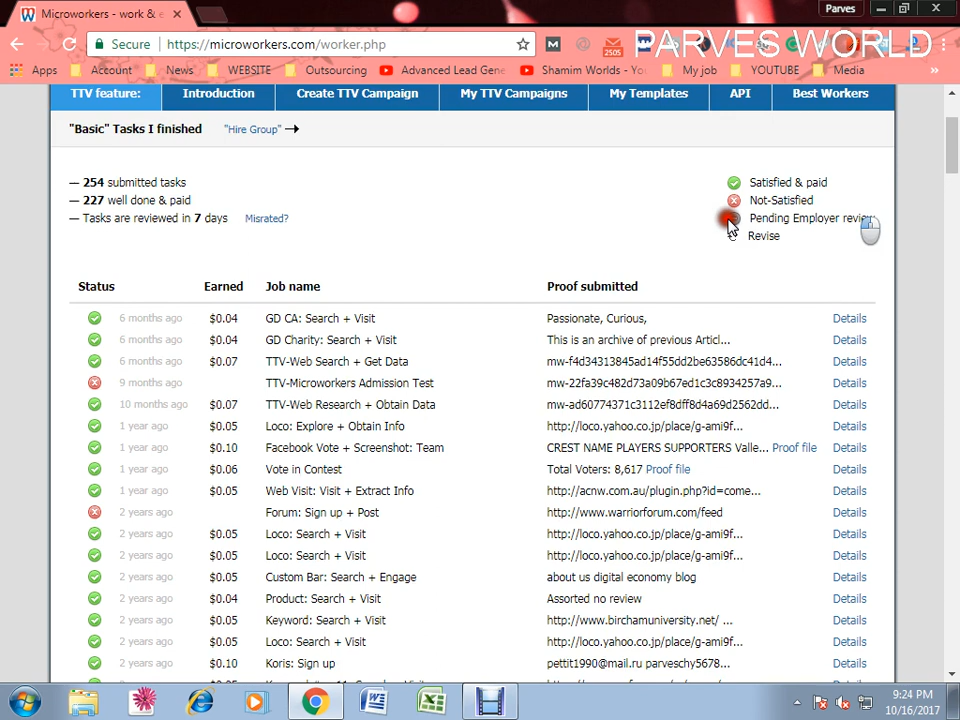 Microworkers - work & e
Parves
Secure
https://microworkers.com/worker.php
2505
PARVES WORLD
Apps
Account
News
WEBSITE
Outsourcing
Advanced Lead Gene
Shamim Worlds - Yo
My job
YOUTUBE
Media
»
TTV feature:
Introduction
Create TTV Campaign
My TTV Campaigns
My Templates
API
Best Workers
"Basic" Tasks I finished
"Hire Group"
— 254 submitted tasks
— 227 well done & paid
— Tasks are reviewed in 7 days
Misrated?
Satisfied & paid
Not-Satisfied
Pending Employer review
Revise
Status Earned Job name Proof submitted
6 months ago $0.04 GD CA: Search + Visit Passionate, Curious, Details
6 months ago $0.04 GD Charity: Search + Visit This is an archive of previous Articl... Details
6 months ago $0.07 TTV-Web Search + Get Data mw-f4d34313845ad14f55dd2be63586dc41d4... Details
9 months ago TTV-Microworkers Admission Test mw-22fa39c482d73a09b67ed1c3c8934257a9... Details
10 months ago $0.07 TTV-Web Research + Obtain Data mw-ad60774371c3112ef8dff8d4a69d2562dd... Details
1 year ago $0.05 Loco: Explore + Obtain Info http://loco.yahoo.co.jp/place/g-ami9f... Details
1 year ago $0.10 Facebook Vote + Screenshot: Team CREST NAME PLAYERS SUPPORTERS Valle... Proof file Details
1 year ago $0.06 Vote in Contest Total Voters: 8,617 Proof file Details
1 year ago $0.05 Web Visit: Visit + Extract Info http://acnw.com.au/plugin.php?id=come... Details
2 years ago Forum: Sign up + Post http://www.warriorforum.com/feed Details
2 years ago $0.05 Loco: Search + Visit http://loco.yahoo.co.jp/place/g-ami9f... Details
2 years ago $0.05 Loco: Search + Visit http://loco.yahoo.co.jp/place/g-ami9f... Details
2 years ago $0.05 Custom Bar: Search + Engage about us digital economy blog Details
2 years ago $0.04 Product: Search + Visit Assorted no review Details
2 years ago $0.05 Keyword: Search + Visit http://www.birchamuniversity.net/ ... Details
2 years ago $0.05 Loco: Search + Visit http://loco.yahoo.co.jp/place/g-ami9f... Details
2 years ago $0.10 Koris: Sign up pettit1990@mail.ru parveschy5678... Details
9:24 PM
10/16/2017